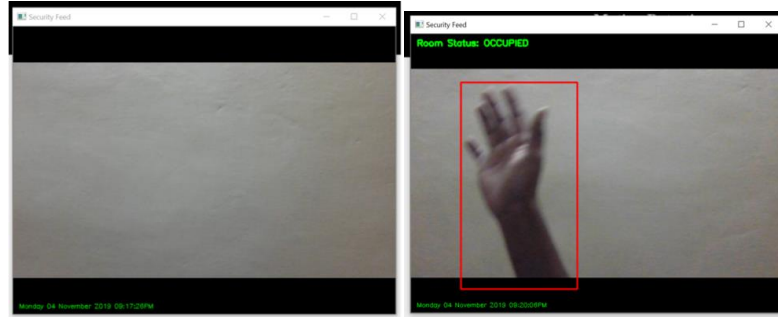 Security Feed
Monday 04 November 2019 09:17:26PM
Security Feed
Room Status: OCCUPIED
Monday 04 November 2019 09:20:06PM